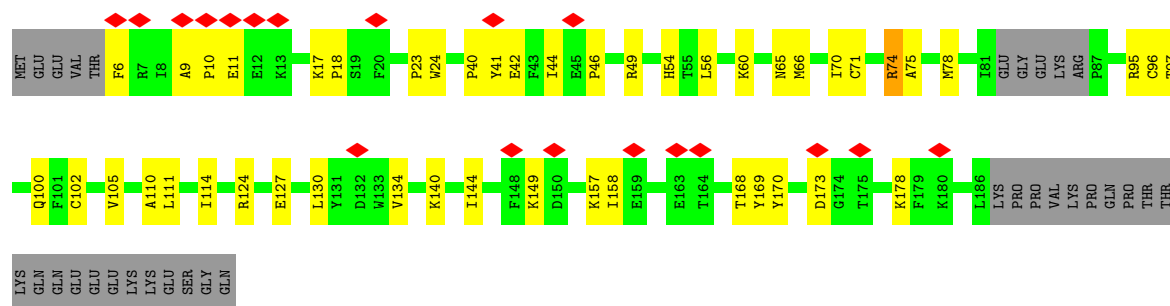 MET GLU GLU VAL THR F6 R7 I8 A9 P10 E11 E12 K13 K17 P18 S19 F20 P23 W24 P40 Y41 E42 F43 I44 E45 P46 R49 H54 T55 L56 K60 N65 M66 I70 C71 R74 A75 M78 I81 GLU GLY GLU LYS ARG P87 R95 C96
Q100 F101 C102 V105 A110 L111 I114 R124 E127 L130 Y131 D132 W133 V134 K140 I144 F148 K149 D150 K157 I158 E159 E163 T164 T168 Y169 Y170 D173 G174 T175 K178 F179 K180 L186 LYS PRO PRO VAL LYS PRO GLN PRO THR THR
LYS GLN GLN GLU GLU GLU LYS LYS GLU SER GLY GLN